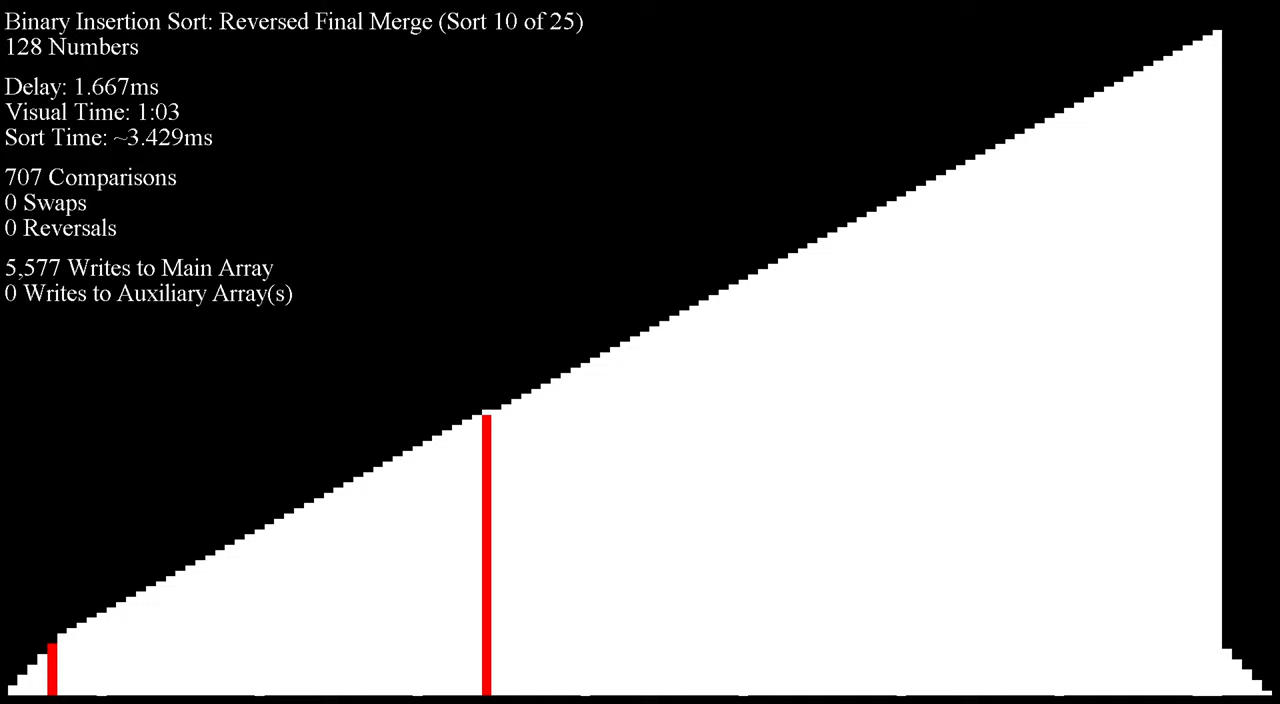 Binary Insertion Sort: Reversed Final Merge (Sort 10 of 25)
128 Numbers
Delay: 1.667ms
Visual Time: 1:03
Sort Time: ~3.429ms
707 Comparisons
0 Swaps
0 Reversals
5,577 Writes to Main Array
0 Writes to Auxiliary Array(s)